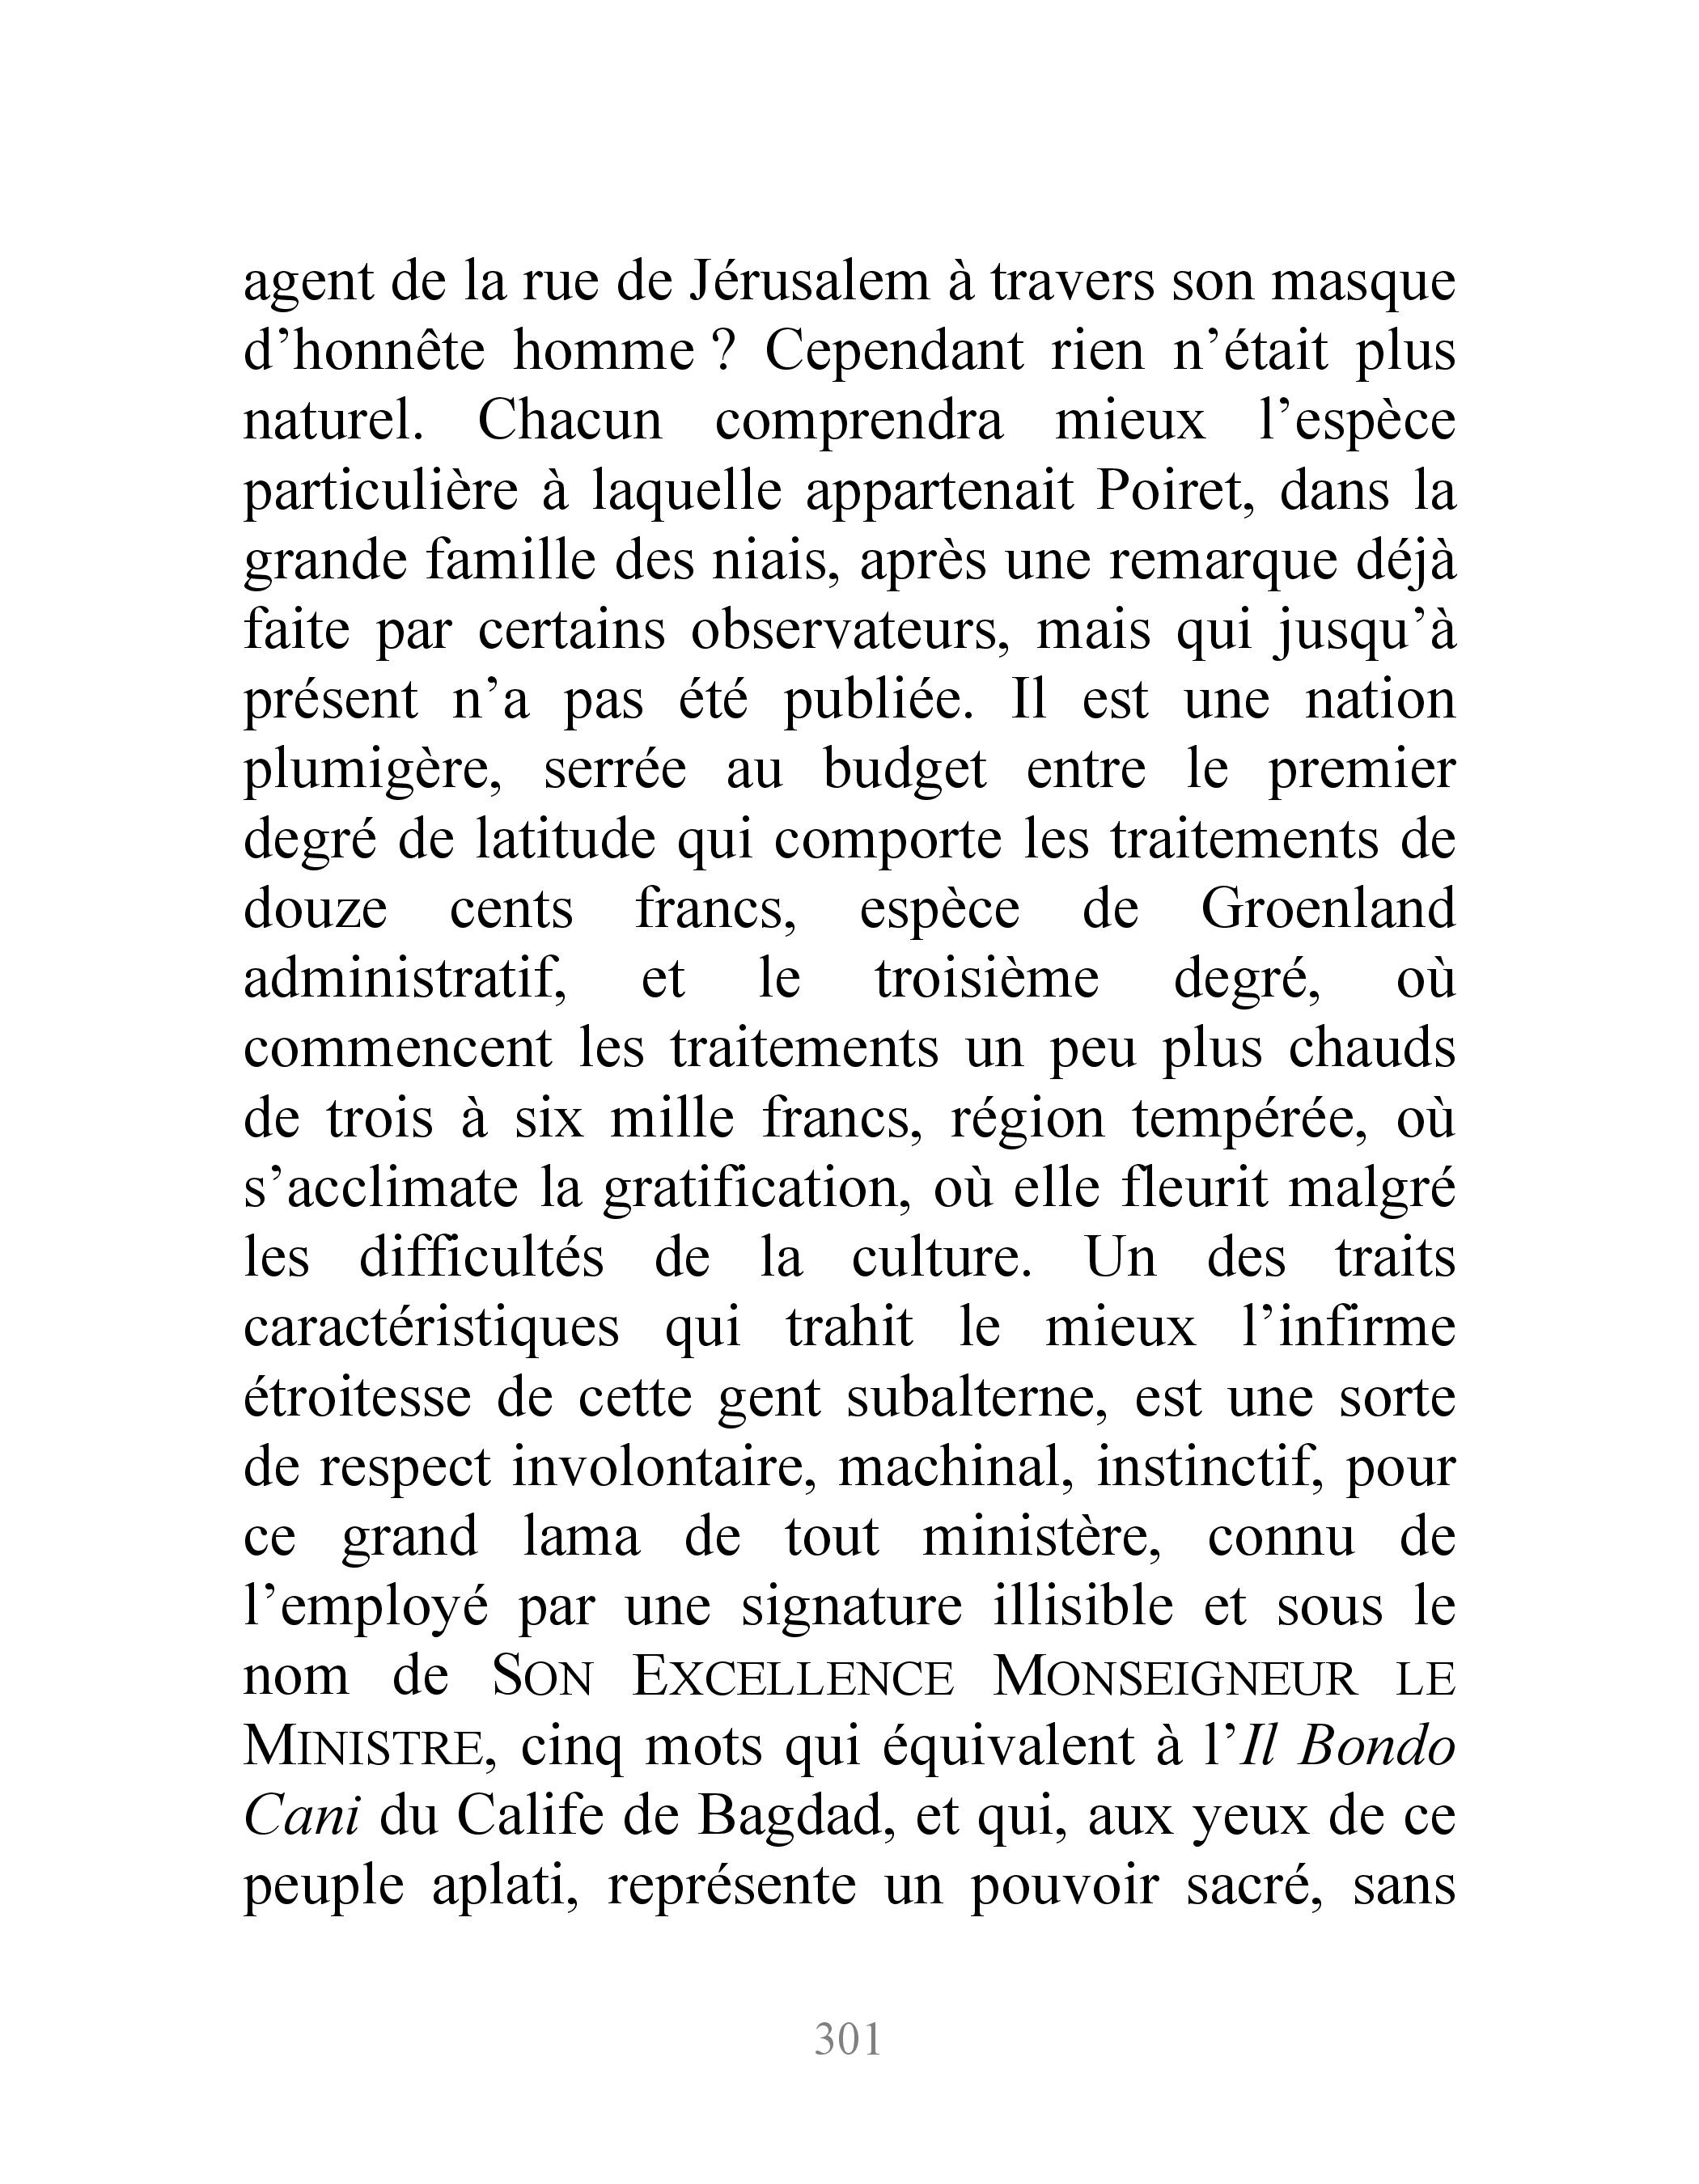 agent de la rue de Jérusalem à travers son masque
d’honnête homme ? Cependant rien n’était plus
naturel. Chacun comprendra mieux l’espèce
particulière à laquelle appartenait Poiret, dans la
grande famille des niais, après une remarque déjà
faite par certains observateurs, mais qui jusqu’à
présent n’a pas été publiée. Il est une nation
plumigère, serrée au budget entre le premier
degré de latitude qui comporte les traitements de
douze cents francs, espèce de Groenland
administratif, et le troisième degré, où
commencent les traitements un peu plus chauds
de trois à six mille francs, région tempérée, où
s’acclimate la gratification, où elle fleurit malgré
les difficultés de la culture. Un des traits
caractéristiques qui trahit le mieux l’infirme
étroitesse de cette gent subalterne, est une sorte
de respect involontaire, machinal, instinctif, pour
ce grand lama de tout ministère, connu de
l’employé par une signature illisible et sous le
nom de SON EXCELLENCE MONSEIGNEUR LE
MINISTRE, cinq mots qui équivalent à l’Il Bondo
Cani du Calife de Bagdad, et qui, aux yeux de ce
peuple aplati, représente un pouvoir sacré, sans
301